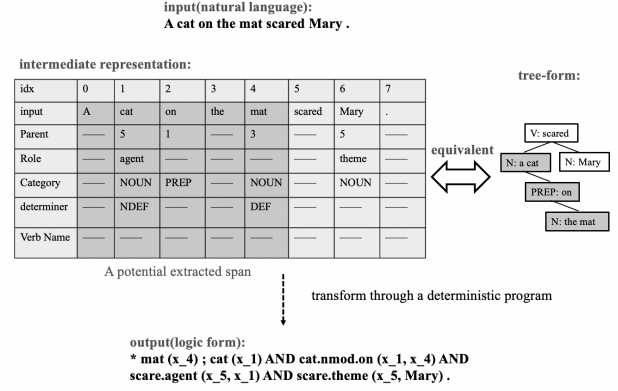 input(natural language):
A cat on the mat scared Mary .
intermediate representation:
tree-form:
idx 0 1 2 3 4 5 6 7
input A cat on the mat scared Mary .
Parent —— 5 1 —— 3 —— 5 ——
Role —— agent —— —— —— —— theme ——
Category —— NOUN PREP —— NOUN —— NOUN ——
determiner —— NDEF —— —— DEF —— —— ——
Verb Name —— —— —— —— —— —— —— ——
equivalent
V: scared
N: a cat N: Mary
PREP: on
N: the mat
A potential extracted span
transform through a deterministic program
output(logic form):
* mat (x_4) ; cat (x_1) AND cat.nmod.on (x_1, x_4) AND
scare.agent (x_5, x_1) AND scare.theme (x_5, Mary) .